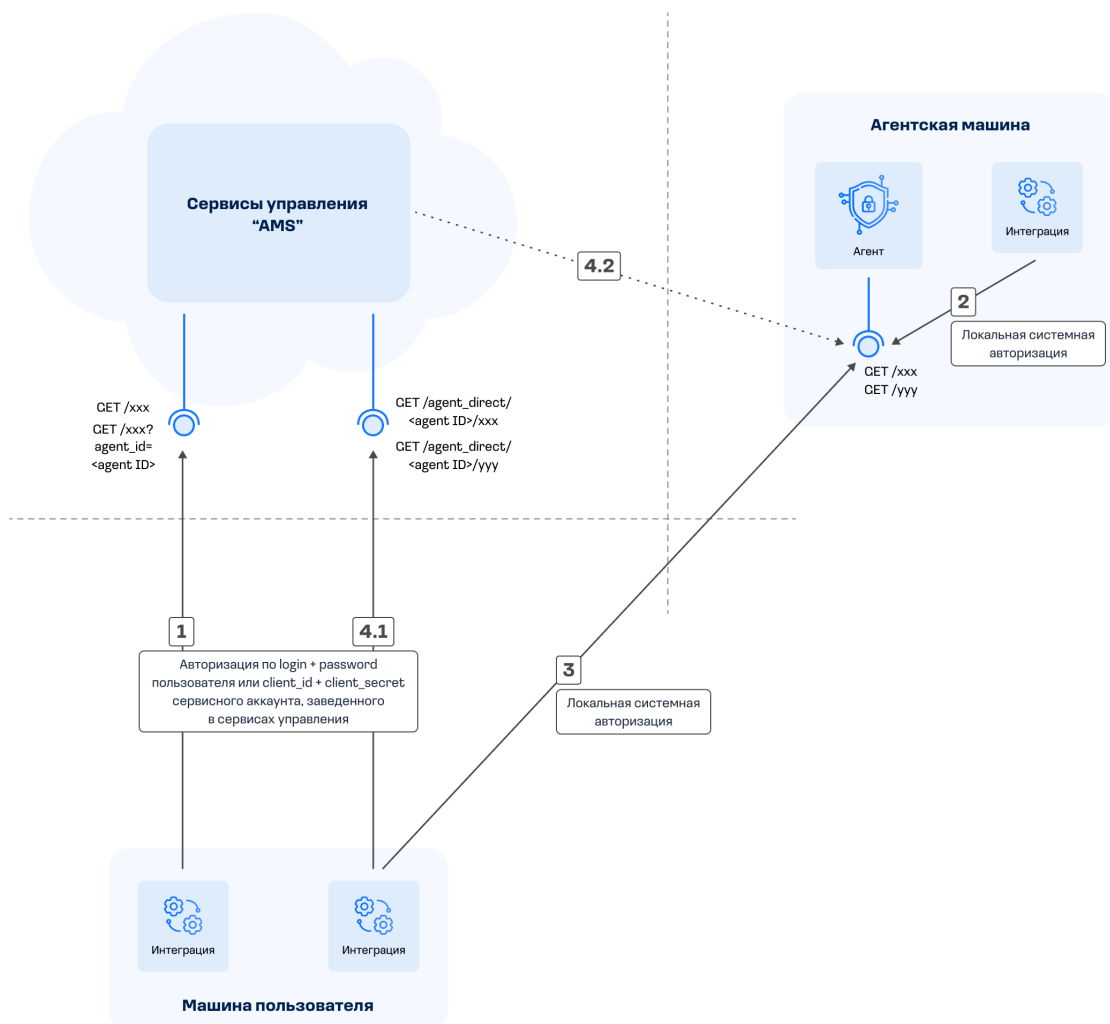 Сервисы управления
“AMS”
Агентская машина
Агент
Интеграция
4.2
2
Локальная системная
авторизация
GET /xxx
GET /yyy
GET /xxx
GET /xxx?
agent_id=
<agent ID>
GET /agent_direct/
<agent ID>/xxx
GET /agent_direct/
<agent ID>/yyy
1
4.1
Авторизация по login + password
пользователя или client_id + client_secret
сервисного аккаунта, заведенного
в сервисах управления
3
Локальная системная
авторизация
Интеграция
Интеграция
Машина пользователя